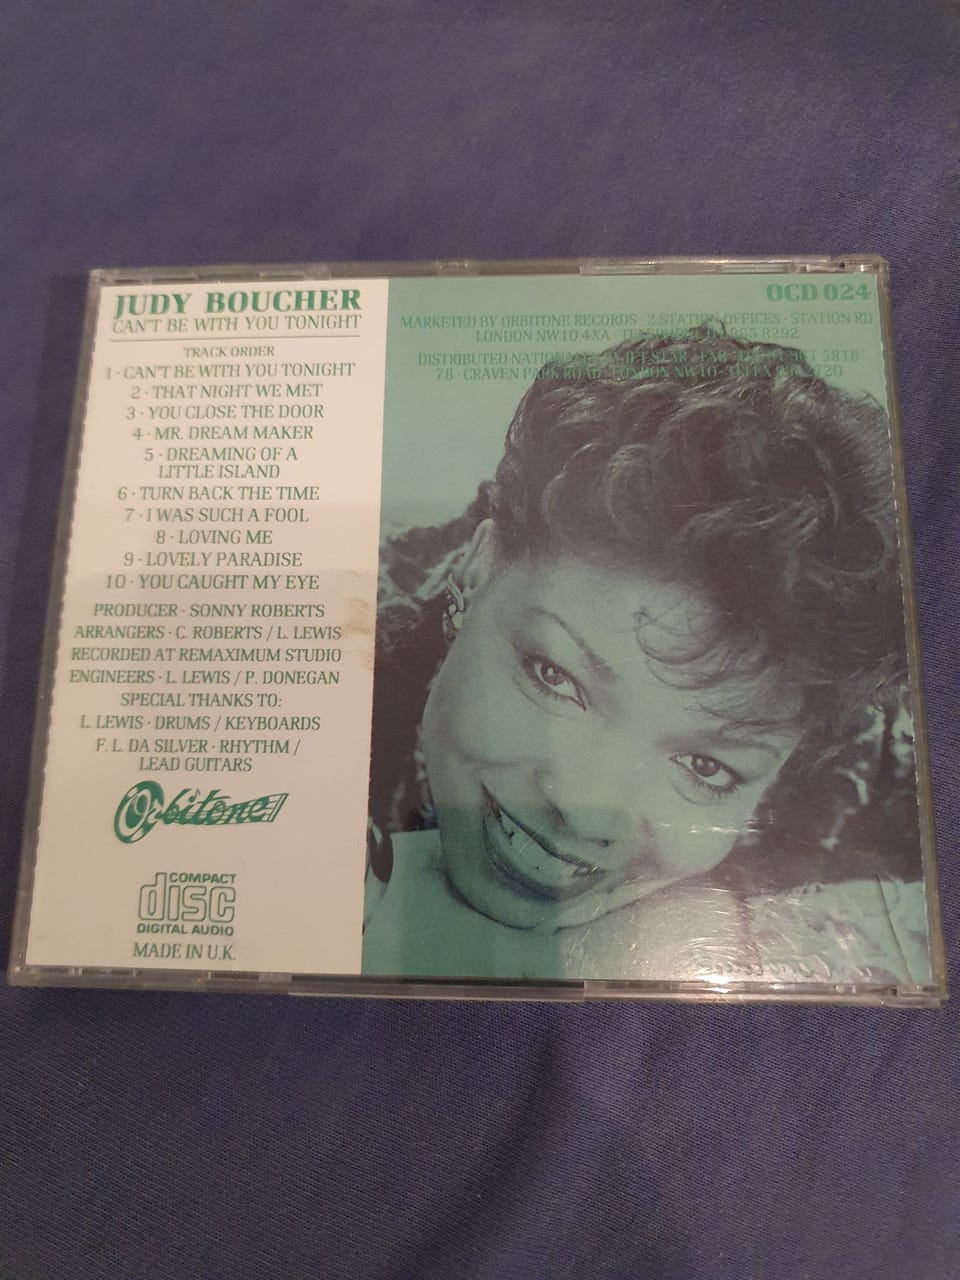 JUDY BOUCHER
CAN'T BE WITH YOU TONIGHT
TRACK ORDER
1 · CAN'T BE WITH YOU TONIGHT
2 · THAT NIGHT WE MET
3 · YOU CLOSE THE DOOR
4 · MR. DREAM MAKER
5 · DREAMING OF A
LITTLE ISLAND
6 · TURN BACK THE TIME
7 · I WAS SUCH A FOOL
8 · LOVING ME
9 · LOVELY PARADISE
10 · YOU CAUGHT MY EYE
PRODUCER · SONNY ROBERTS
ARRANGERS · C. ROBERTS / L. LEWIS
RECORDED AT REMAXIMUM STUDIO
ENGINEERS · L. LEWIS / P. DONEGAN
SPECIAL THANKS TO:
L. LEWIS · DRUMS / KEYBOARDS
F. L. DA SILVER · RHYTHM /
LEAD GUITARS
Orbitone
COMPACT
disc
DIGITAL AUDIO
MADE IN U.K.
OCD 024
MARKETED BY ORBITONE RECORDS · 2 STATION OFFICES · STATION RD
LONDON NW10 4XA · 965 8292
DISTRIBUTED 961 5818
78 · CRAVEN PARK ROAD · LONDON NW10 ·